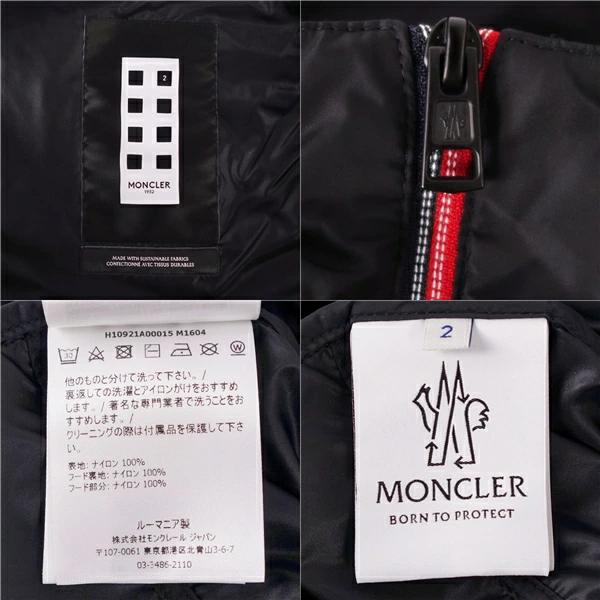 2
MONCLER
1952
MADE WITH SUSTAINABLE FABRICS
CONFECTIONNÉ AVEC TISSUS DURABLES
H10921A00015 M1604
他のものと分けて洗って下さい。/
裏返しての洗濯とアイロンがけをおすすめ
します。/ 著名な専門業者で洗うことをおす
すめします。/
クリーニングの際は付属品を保護して下さ
い。
表地: ナイロン 100%
フード裏地: ナイロン 100%
フード部分: ナイロン 100%
ルーマニア製
株式会社モンクレール ジャパン
〒107-0061 東京都港区北青山3-6-7
03-3486-2110
2
MONCLER
BORN TO PROTECT